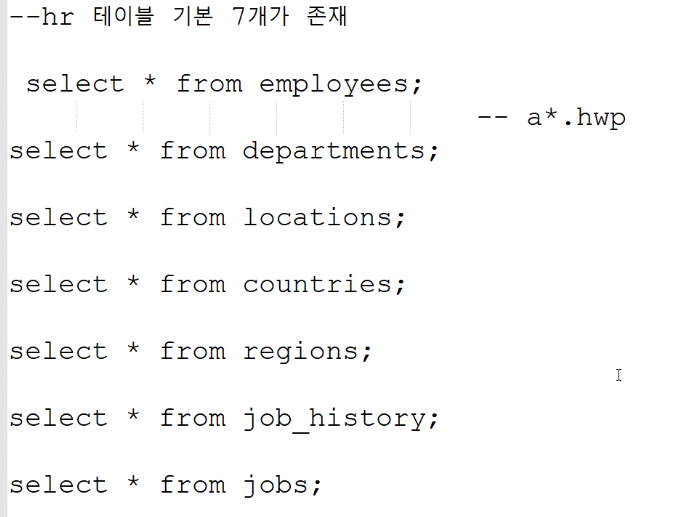 --hr 테이블 기본 7개가 존재
select * from employees;
-- a*.hwp
select * from departments;
select * from locations;
select * from countries;
select * from regions;
select * from job_history;
select * from jobs;